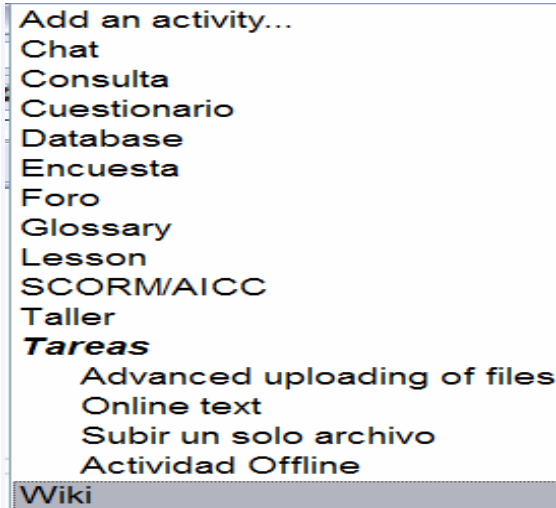 Add an activity...
Chat
Consulta
Cuestionario
Database
Encuesta
Foro
Glossary
Lesson
SCORM/AICC
Taller
Tareas
Advanced uploading of files
Online text
Subir un solo archivo
Actividad Offline
Wiki